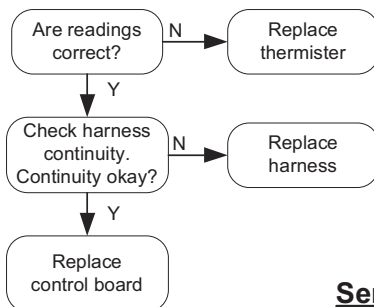 Are readings
correct?
N
Replace
thermister
Y
Check harness
continuity.
Continuity okay?
N
Replace
harness
Y
Replace
control board